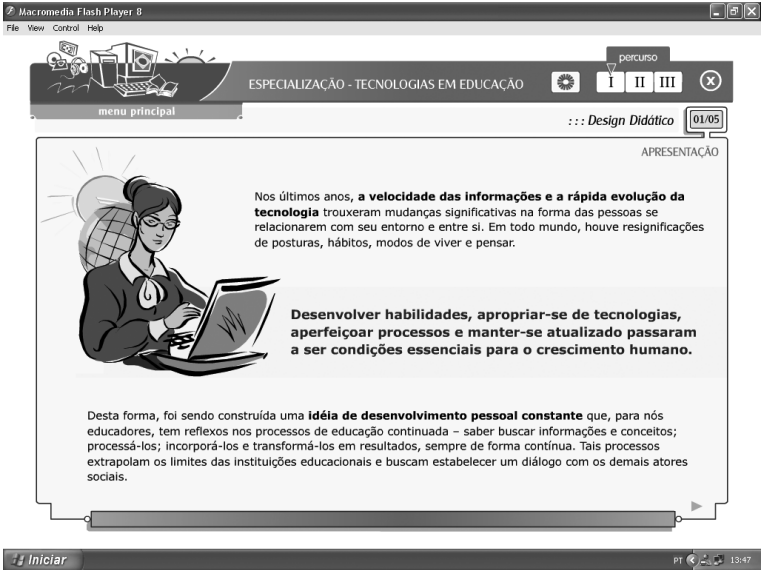 Macromedia Flash Player 8
File View Control Help
percurso
ESPECIALIZAÇÃO - TECNOLOGIAS EM EDUCAÇÃO
I II III
X
menu principal
: : : Design Didático
01/05
APRESENTAÇÃO
Nos últimos anos, a velocidade das informações e a rápida evolução da
tecnologia trouxeram mudanças significativas na forma das pessoas se
relacionarem com seu entorno e entre si. Em todo mundo, houve resignificações
de posturas, hábitos, modos de viver e pensar.
Desenvolver habilidades, apropriar-se de tecnologias,
aperfeiçoar processos e manter-se atualizado passaram
a ser condições essenciais para o crescimento humano.
Desta forma, foi sendo construída uma idéia de desenvolvimento pessoal constante que, para nós
educadores, tem reflexos nos processos de educação continuada – saber buscar informações e conceitos;
processá-los; incorporá-los e transformá-los em resultados, sempre de forma contínua. Tais processos
extrapolam os limites das instituições educacionais e buscam estabelecer um diálogo com os demais atores
sociais.
Iniciar
PT
13:47